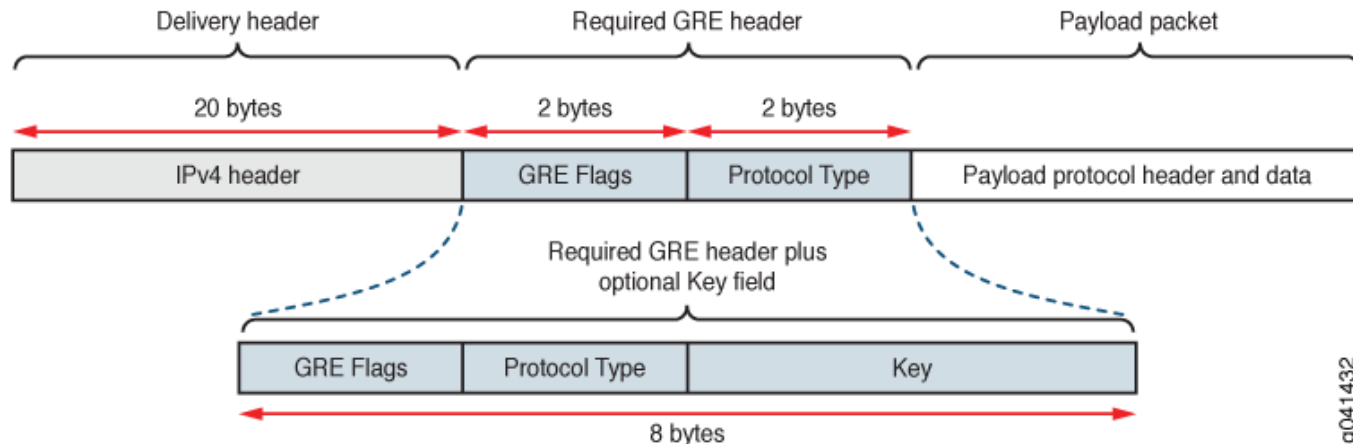 Delivery header
Required GRE header
Payload packet
20 bytes
2 bytes
2 bytes
IPv4 header
GRE Flags
Protocol Type
Payload protocol header and data
Required GRE header plus
optional Key field
GRE Flags
Protocol Type
Key
8 bytes
g041432